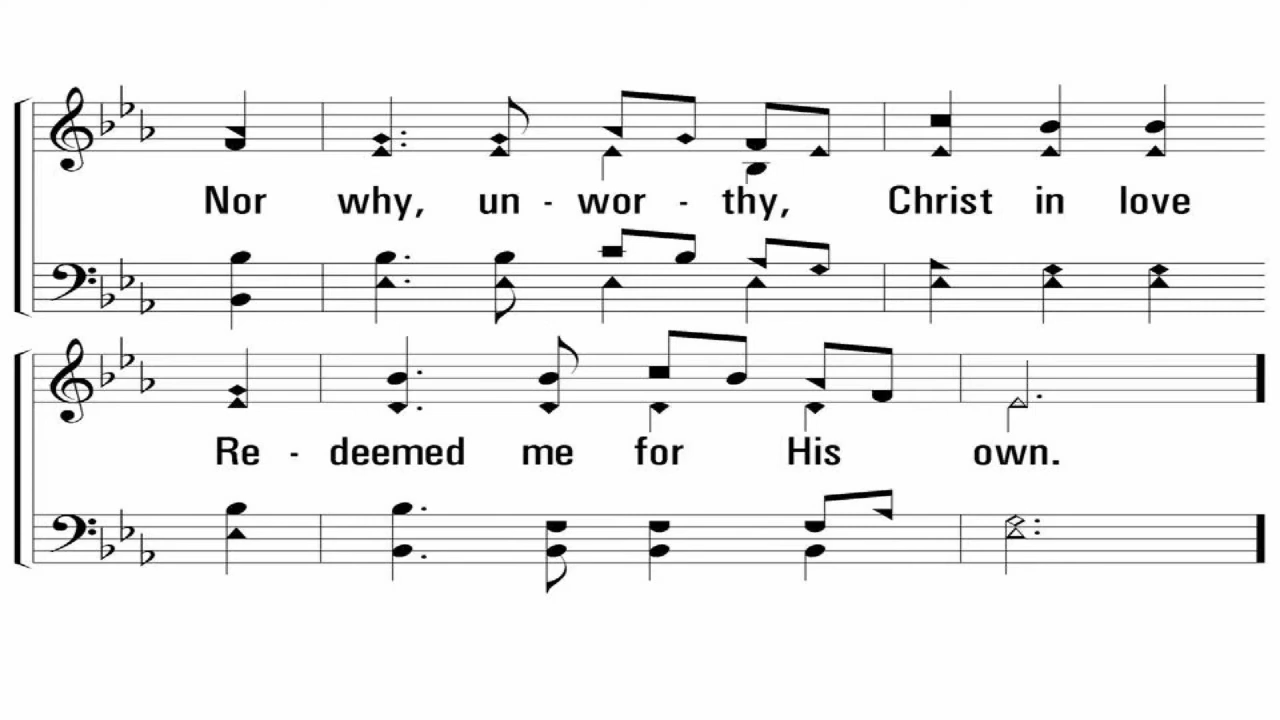 Nor why, un - wor - thy, Christ in love
Re - deemed me for His own.